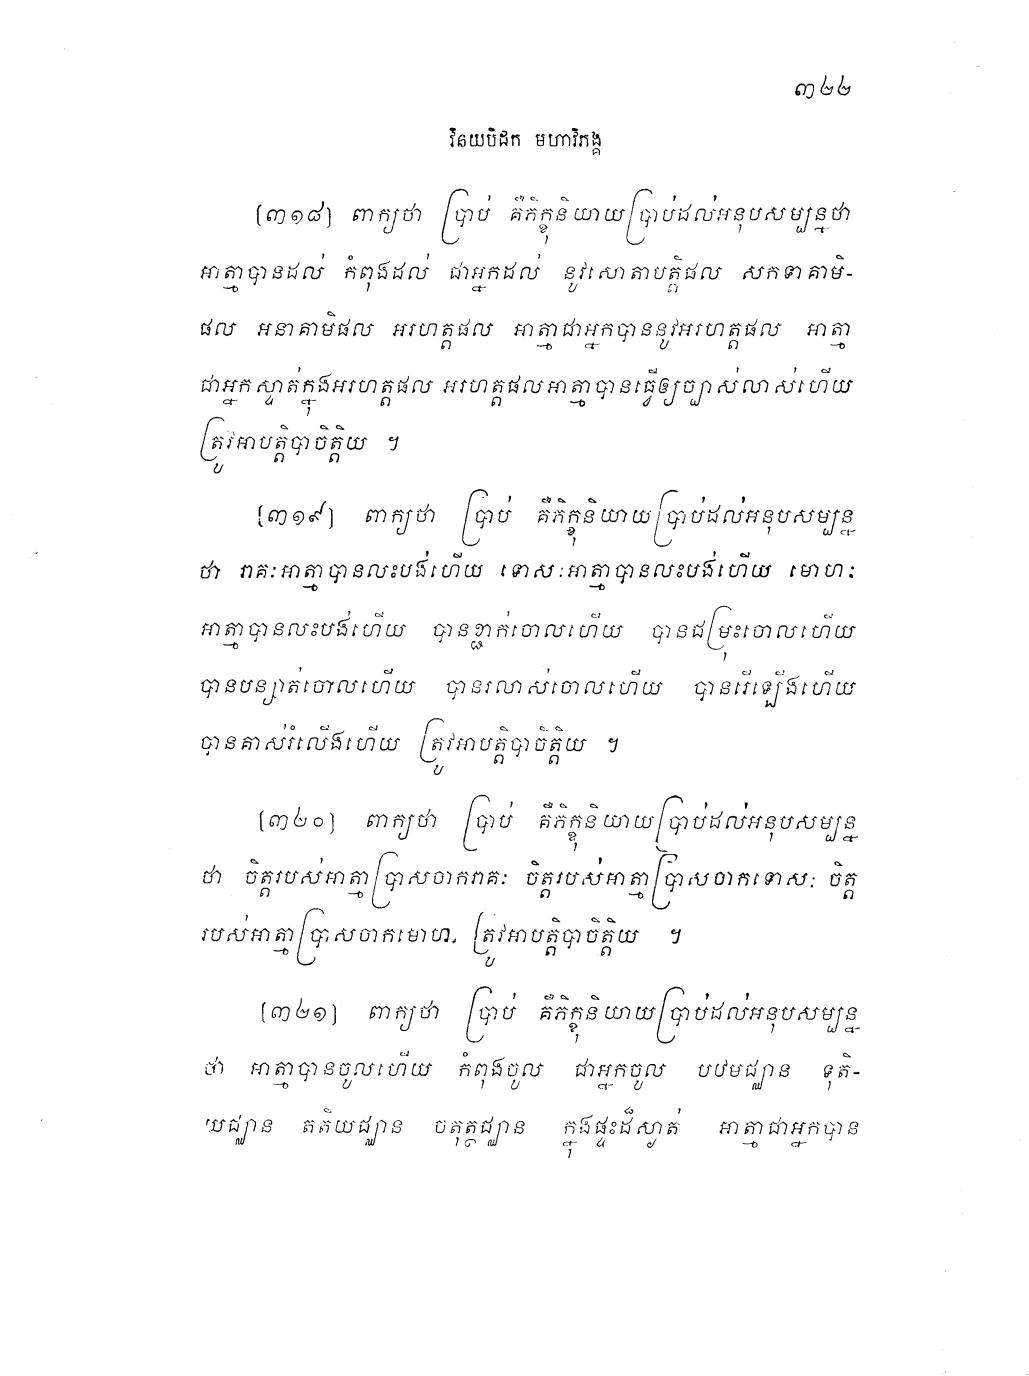 ៣២២
វិនយបិដក មហាវិភង្គ
[៣១៨] ពាក្យថា ប្រាប់ គឺភិក្ខុនិយាយប្រាប់ដល់អនុបសម្បន្នថា
អាត្មាបានដល់ កំពុងដល់ ជាអ្នកដល់ នូវសោតាបត្តិផល សកទាគាមិ-
ផល អនាគាមិផល អរហត្តផល អាត្មាជាអ្នកបាននូវអរហត្តផល អាត្មា
ជាអ្នកស្ទាត់ក្នុងអរហត្តផល អរហត្តផលអាត្មាបានធ្វើឲ្យច្បាស់លាស់ហើយ
ត្រូវអាបត្តិបាចិត្តិយ ។
[៣១៩] ពាក្យថា ប្រាប់ គឺភិក្ខុនិយាយប្រាប់ដល់អនុបសម្បន្ន
ថា រាគៈអាត្មាបានលះបង់ហើយ ទោសៈអាត្មាបានលះបង់ហើយ មោហៈ
អាត្មាបានលះបង់ហើយ បានខ្ជាក់ចោលហើយ បានជម្រុះចោលហើយ
បានបន្សាត់ចោលហើយ បានរលាស់ចោលហើយ បានរើឡើងហើយ
បានគាស់រំលើងហើយ ត្រូវអាបត្តិបាចិត្តិយ ។
[៣២០] ពាក្យថា ប្រាប់ គឺភិក្ខុនិយាយប្រាប់ដល់អនុបសម្បន្ន
ថា ចិត្តរបស់អាត្មាប្រាសចាករាគៈ ចិត្តរបស់អាត្មាប្រាសចាកទោសៈ ចិត្ត
របស់អាត្មាប្រាសចាកមោហៈ ត្រូវអាបត្តិបាចិត្តិយ ។
[៣២១] ពាក្យថា ប្រាប់ គឺភិក្ខុនិយាយប្រាប់ដល់អនុបសម្បន្ន
ថា អាត្មាបានចូលហើយ កំពុងចូល ជាអ្នកចូល បឋមជ្ឈាន ទុតិ-
យជ្ឈាន តតិយជ្ឈាន ចតុត្ថជ្ឈាន ក្នុងផ្ទះដ៏ស្ងាត់ អាត្មាជាអ្នកបាន